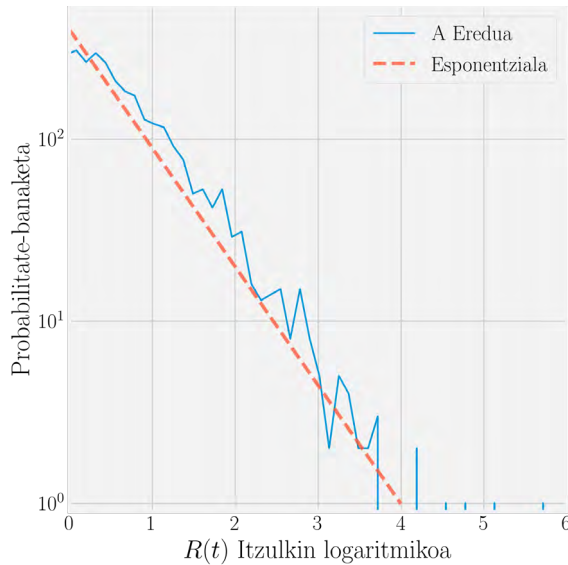 A Eredua
Esponentziala
Probabilitate-banaketa
10²
10¹
10⁰
0 1 2 3 4 5 6
R(t) Itzulkin logaritmikoa